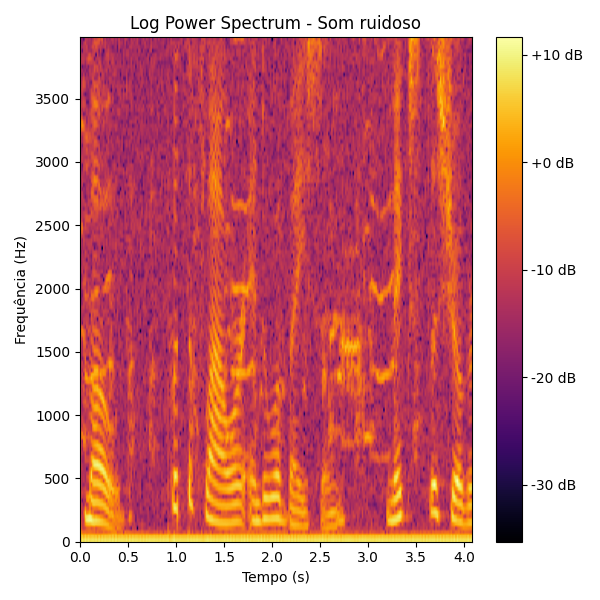 Log Power Spectrum - Som ruidoso
Frequência (Hz)
3500
3000
2500
2000
1500
1000
500
0
0.0 0.5 1.0 1.5 2.0 2.5 3.0 3.5 4.0
Tempo (s)
+10 dB
+0 dB
-10 dB
-20 dB
-30 dB